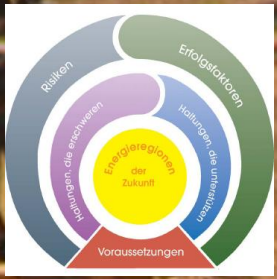 Risiken
Erfolgsfaktoren
Haltungen, die erschweren
Haltungen, die unterstützen
Energieregionen
der
Zukunft
Voraussetzungen